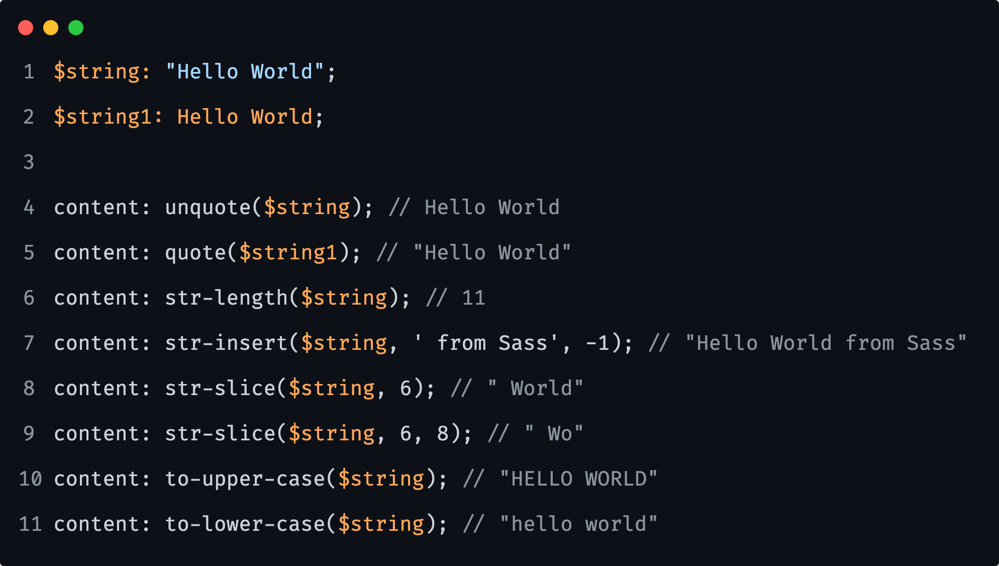 1 $string: "Hello World";
2 $string1: Hello World;
3
4 content: unquote($string); // Hello World
5 content: quote($string1); // "Hello World"
6 content: str-length($string); // 11
7 content: str-insert($string, ' from Sass', -1); // "Hello World from Sass"
8 content: str-slice($string, 6); // " World"
9 content: str-slice($string, 6, 8); // " Wo"
10 content: to-upper-case($string); // "HELLO WORLD"
11 content: to-lower-case($string); // "hello world"